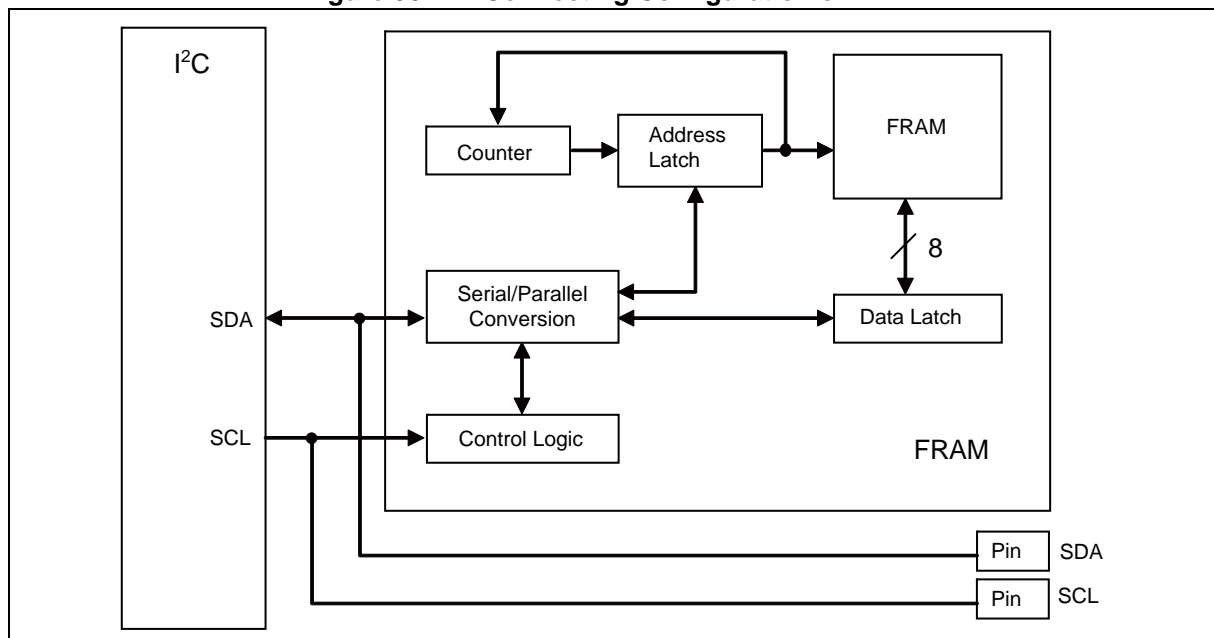 I²C
Counter
Address
Latch
FRAM
8
SDA
Serial/Parallel
Conversion
Data Latch
SCL
Control Logic
FRAM
Pin
SDA
Pin
SCL